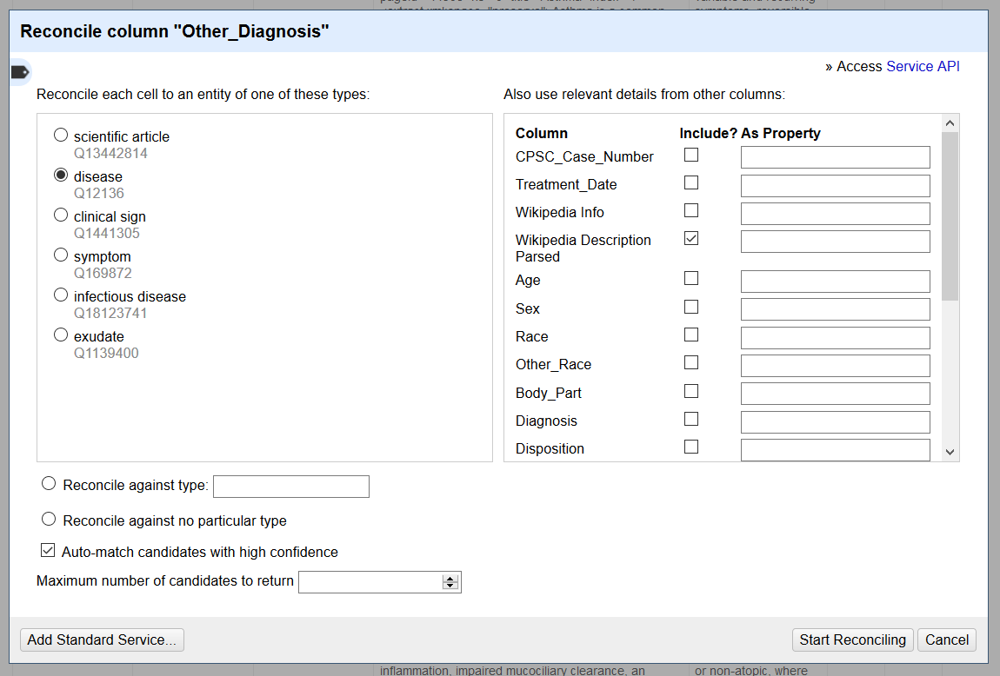 Reconcile column "Other_Diagnosis"
» Access Service API
Reconcile each cell to an entity of one of these types:
scientific article
Q13442814
disease
Q12136
clinical sign
Q1441305
symptom
Q169872
infectious disease
Q18123741
exudate
Q1139400
Also use relevant details from other columns:
Column Include? As Property
CPSC_Case_Number
Treatment_Date
Wikipedia Info
Wikipedia Description
Parsed
Age
Sex
Race
Other_Race
Body_Part
Diagnosis
Disposition
Reconcile against type:
Reconcile against no particular type
Auto-match candidates with high confidence
Maximum number of candidates to return
Add Standard Service... Start Reconciling Cancel
inflammation, impaired mucociliary clearance, an or non-atopic, where